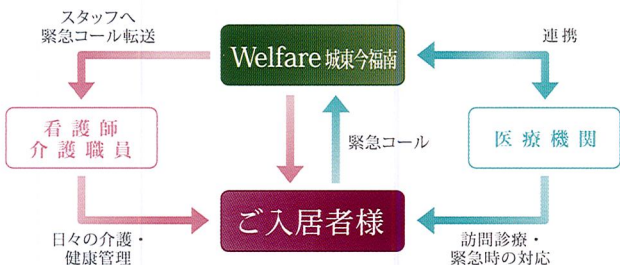 スタッフへ
緊急コール転送
Welfare 城東今福南
連携
看護師
介護職員
緊急コール
医療機関
ご入居者様
日々の介護・
健康管理
訪問診療・
緊急時の対応